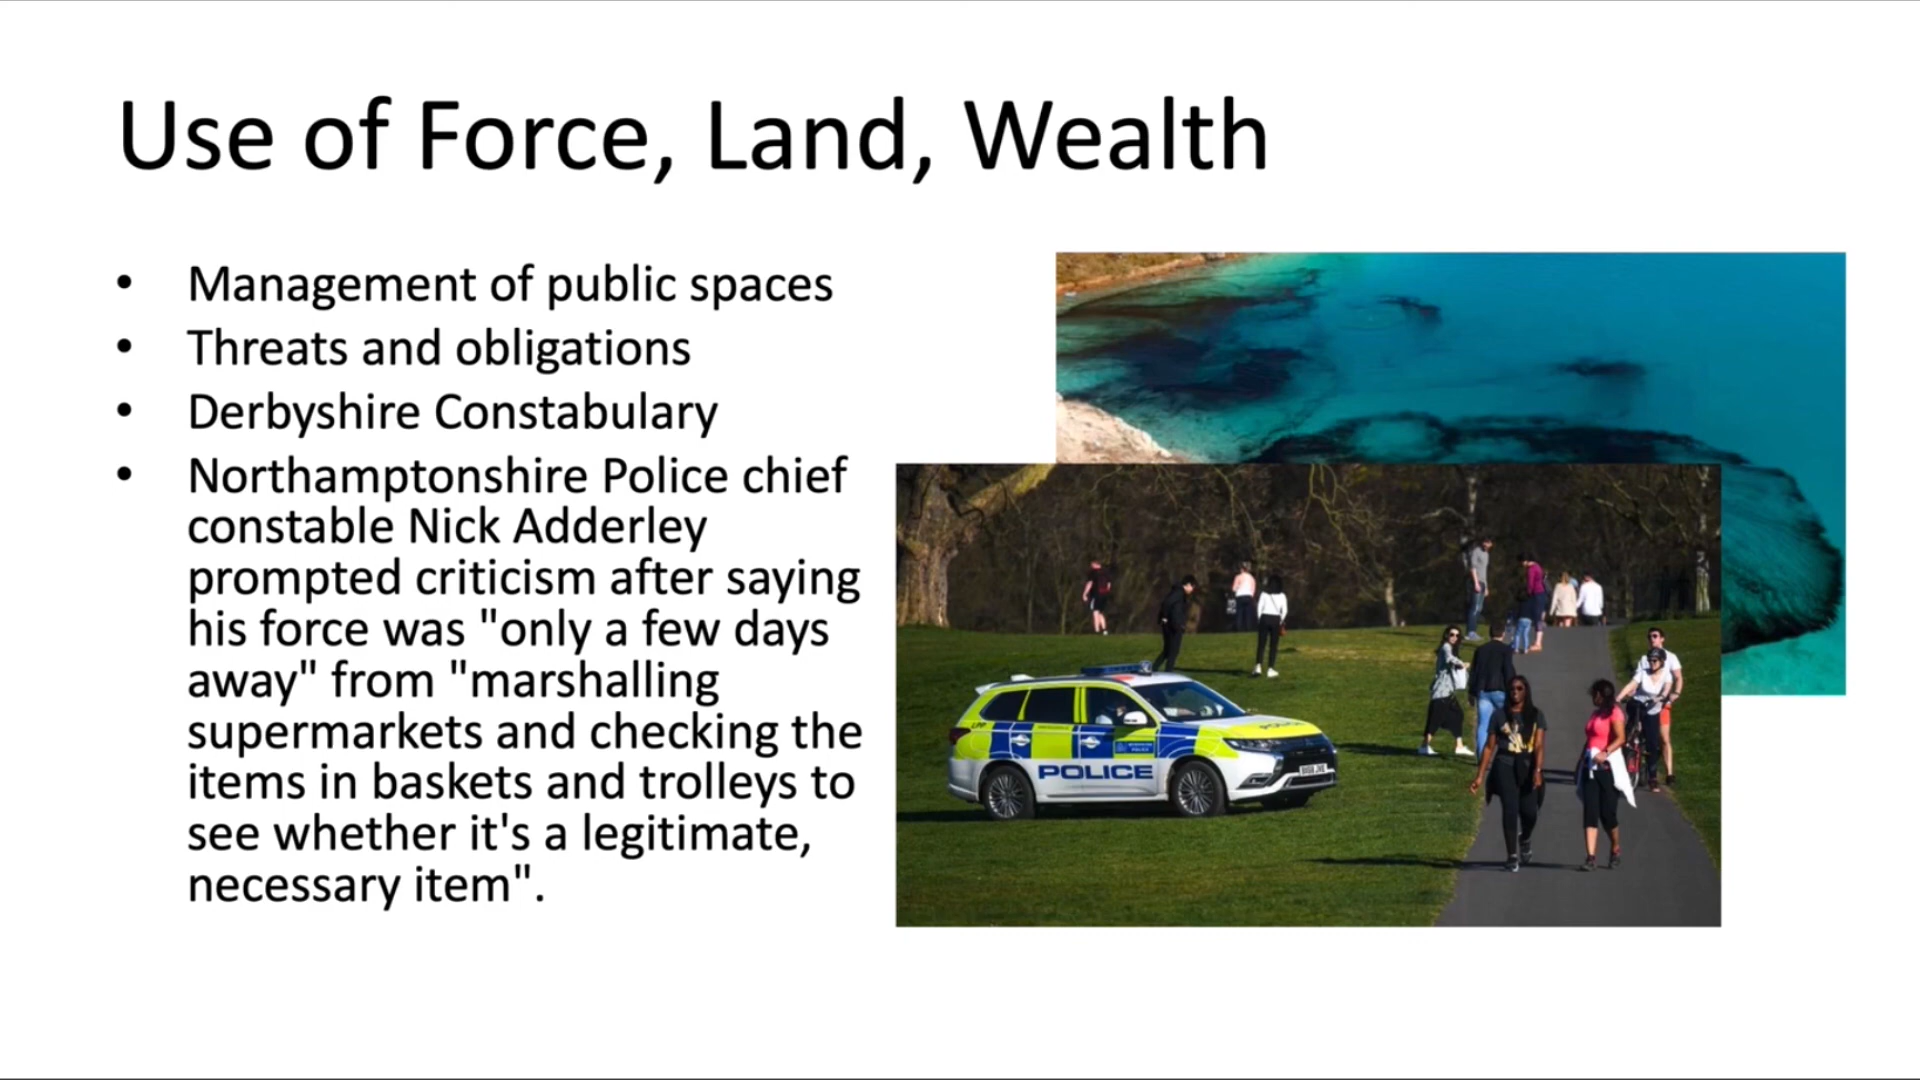 Use of Force, Land, Wealth
• Management of public spaces
• Threats and obligations
• Derbyshire Constabulary
• Northamptonshire Police chief
constable Nick Adderley
prompted criticism after saying
his force was "only a few days
away" from "marshalling
supermarkets and checking the
items in baskets and trolleys to
see whether it's a legitimate,
necessary item".
POLICE